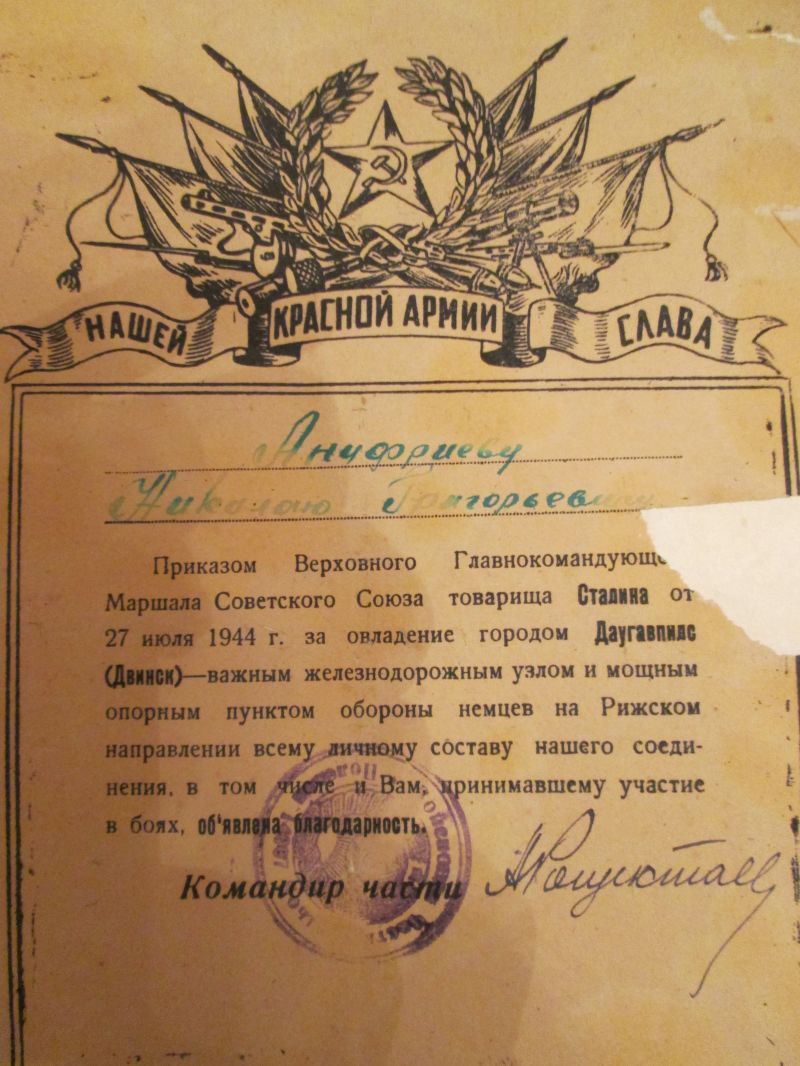 НАШЕЙ КРАСНОЙ АРМИИ СЛАВА
Ануфриеву
Николаю Григорьевичу
Приказом Верховного Главнокомандующе
Маршала Советского Союза товарища Сталина от
27 июля 1944 г. за овладение городом Даугавпилс
(Двинск)—важным железнодорожным узлом и мощным
опорным пунктом обороны немцев на Рижском
направлении всему личному составу нашего соеди-
нения, в том числе и Вам, принимавшему участие
в боях, об'явлена благодарность.
Командир части